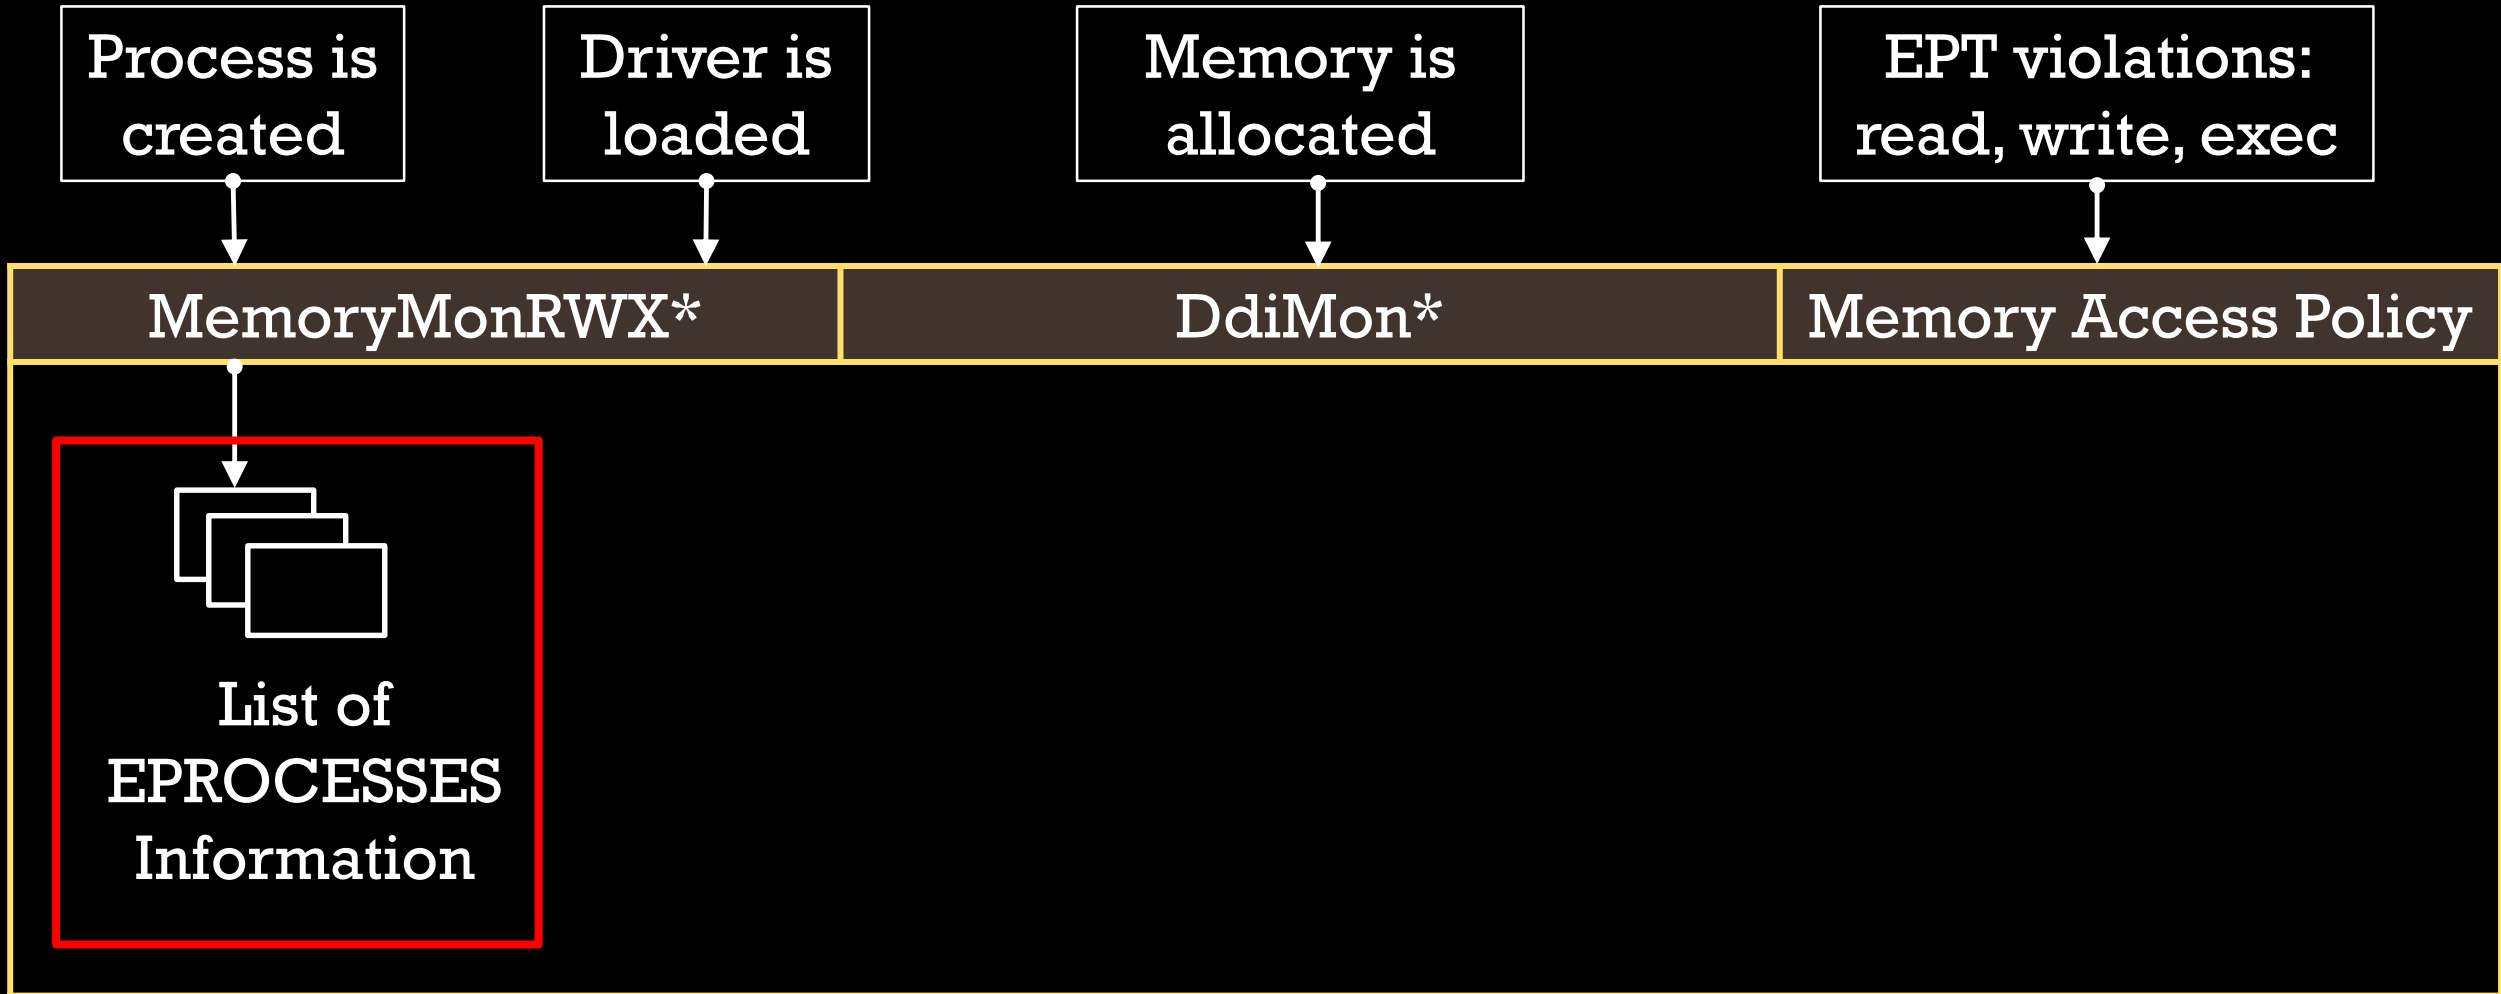 Process is
created
Driver is
loaded
Memory is
allocated
EPT violation:
read, write, exec
MemoryMonRWX*
DdiMon*
Memory Access Policy
List of
EPROCESSES
Information